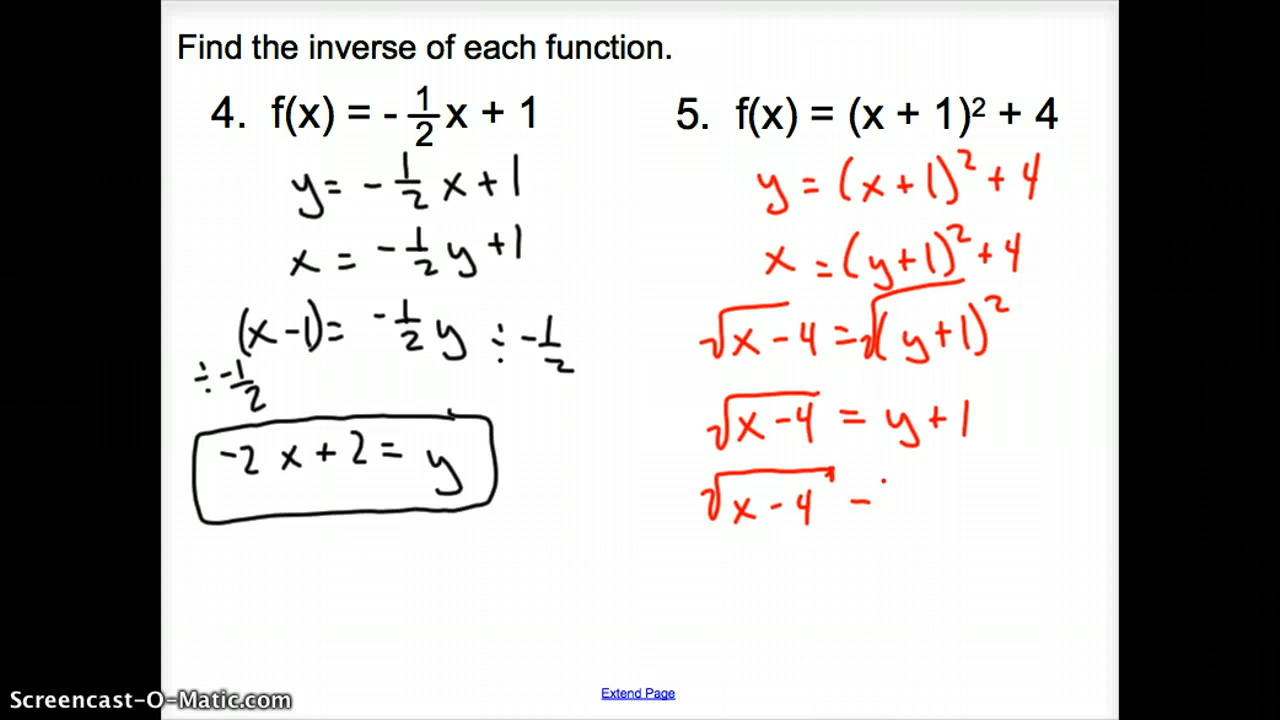 Find the inverse of each function.
4. f(x) = - 1/2 x + 1
y = - 1/2 x + 1
x = - 1/2 y + 1
(x - 1) = - 1/2 y ÷ - 1/2
÷ - 1/2
-2x + 2 = y
5. f(x) = (x + 1)² + 4
y = (x + 1)² + 4
x = (y + 1)² + 4
√x - 4 = √(y + 1)²
√x - 4 = y + 1
√x - 4 -
Extend Page
Screencast-O-Matic.com